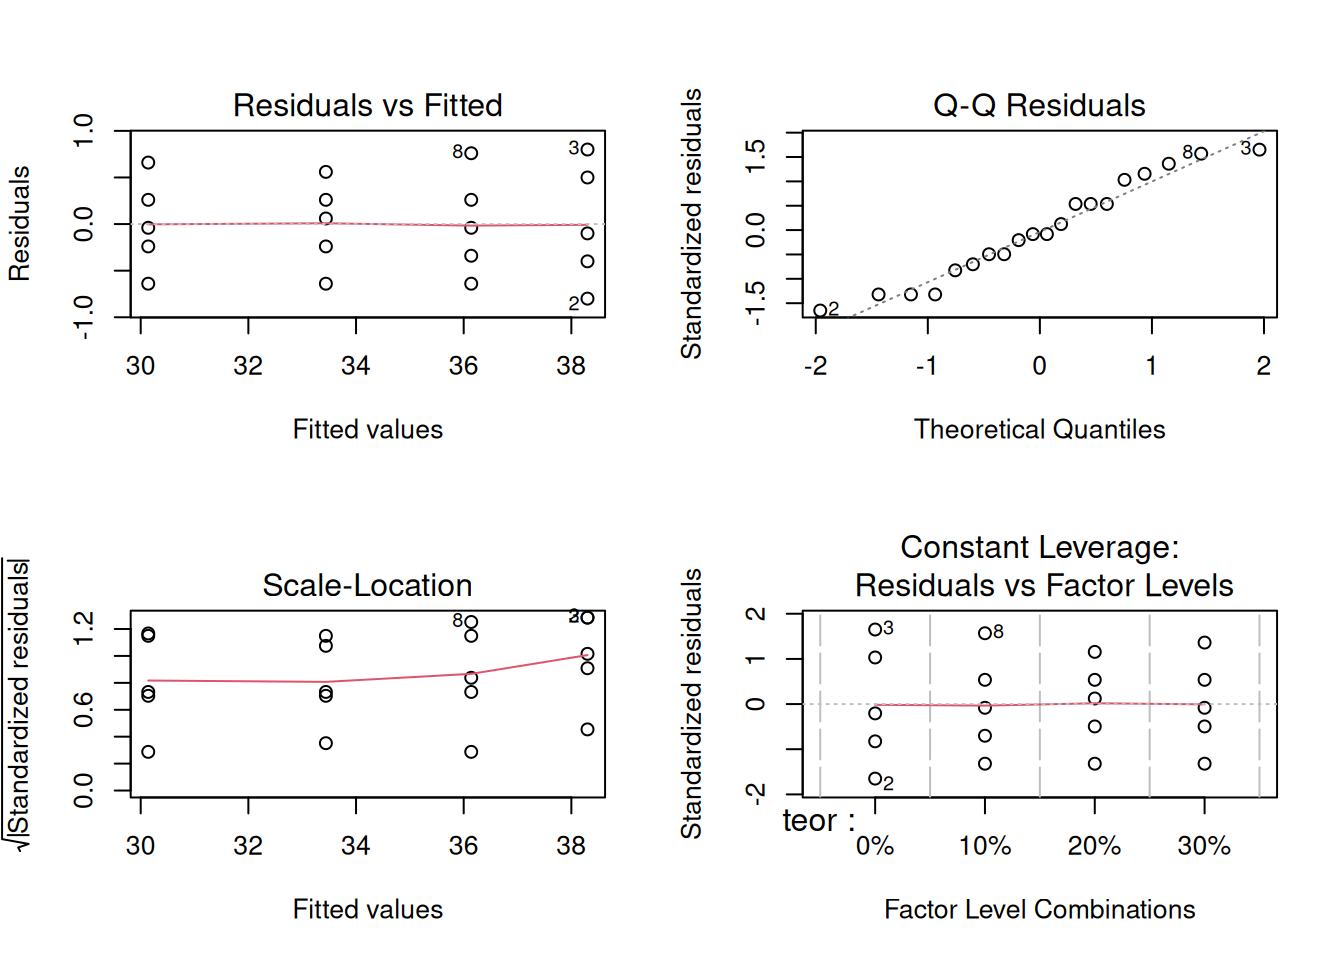 Residuals vs Fitted
Residuals
1.0
0.0
-1.0
8
3
2
30 32 34 36 38
Fitted values
Q-Q Residuals
Standardized residuals
1.5
0.0
-1.5
8
3
2
-2 -1 0 1 2
Theoretical Quantiles
Scale-Location
√|Standardized residuals|
1.2
0.6
0.0
8
3
2
30 32 34 36 38
Fitted values
Constant Leverage:
Residuals vs Factor Levels
Standardized residuals
2
1
0
-2
3
8
2
teor :
0% 10% 20% 30%
Factor Level Combinations